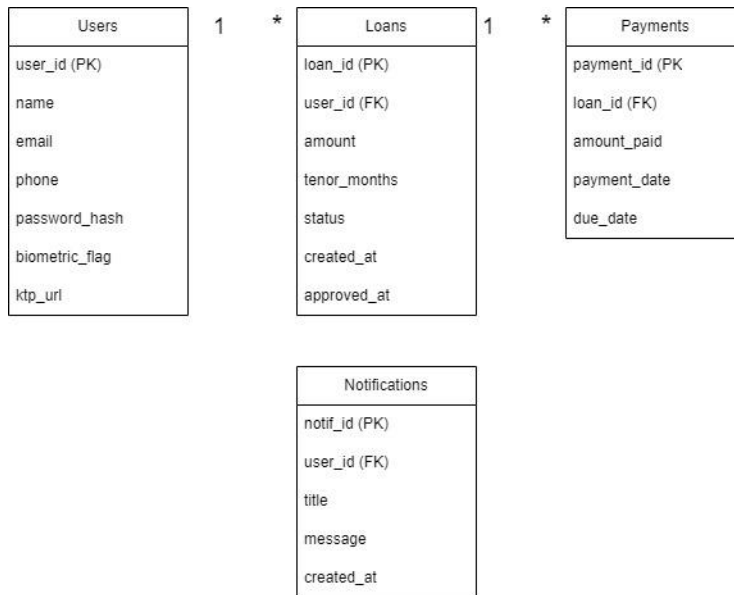 Users
1
*
Loans
1
*
Payments
user_id (PK)
name
email
phone
password_hash
biometric_flag
ktp_url
loan_id (PK)
user_id (FK)
amount
tenor_months
status
created_at
approved_at
payment_id (PK
loan_id (FK)
amount_paid
payment_date
due_date
Notifications
notif_id (PK)
user_id (FK)
title
message
created_at